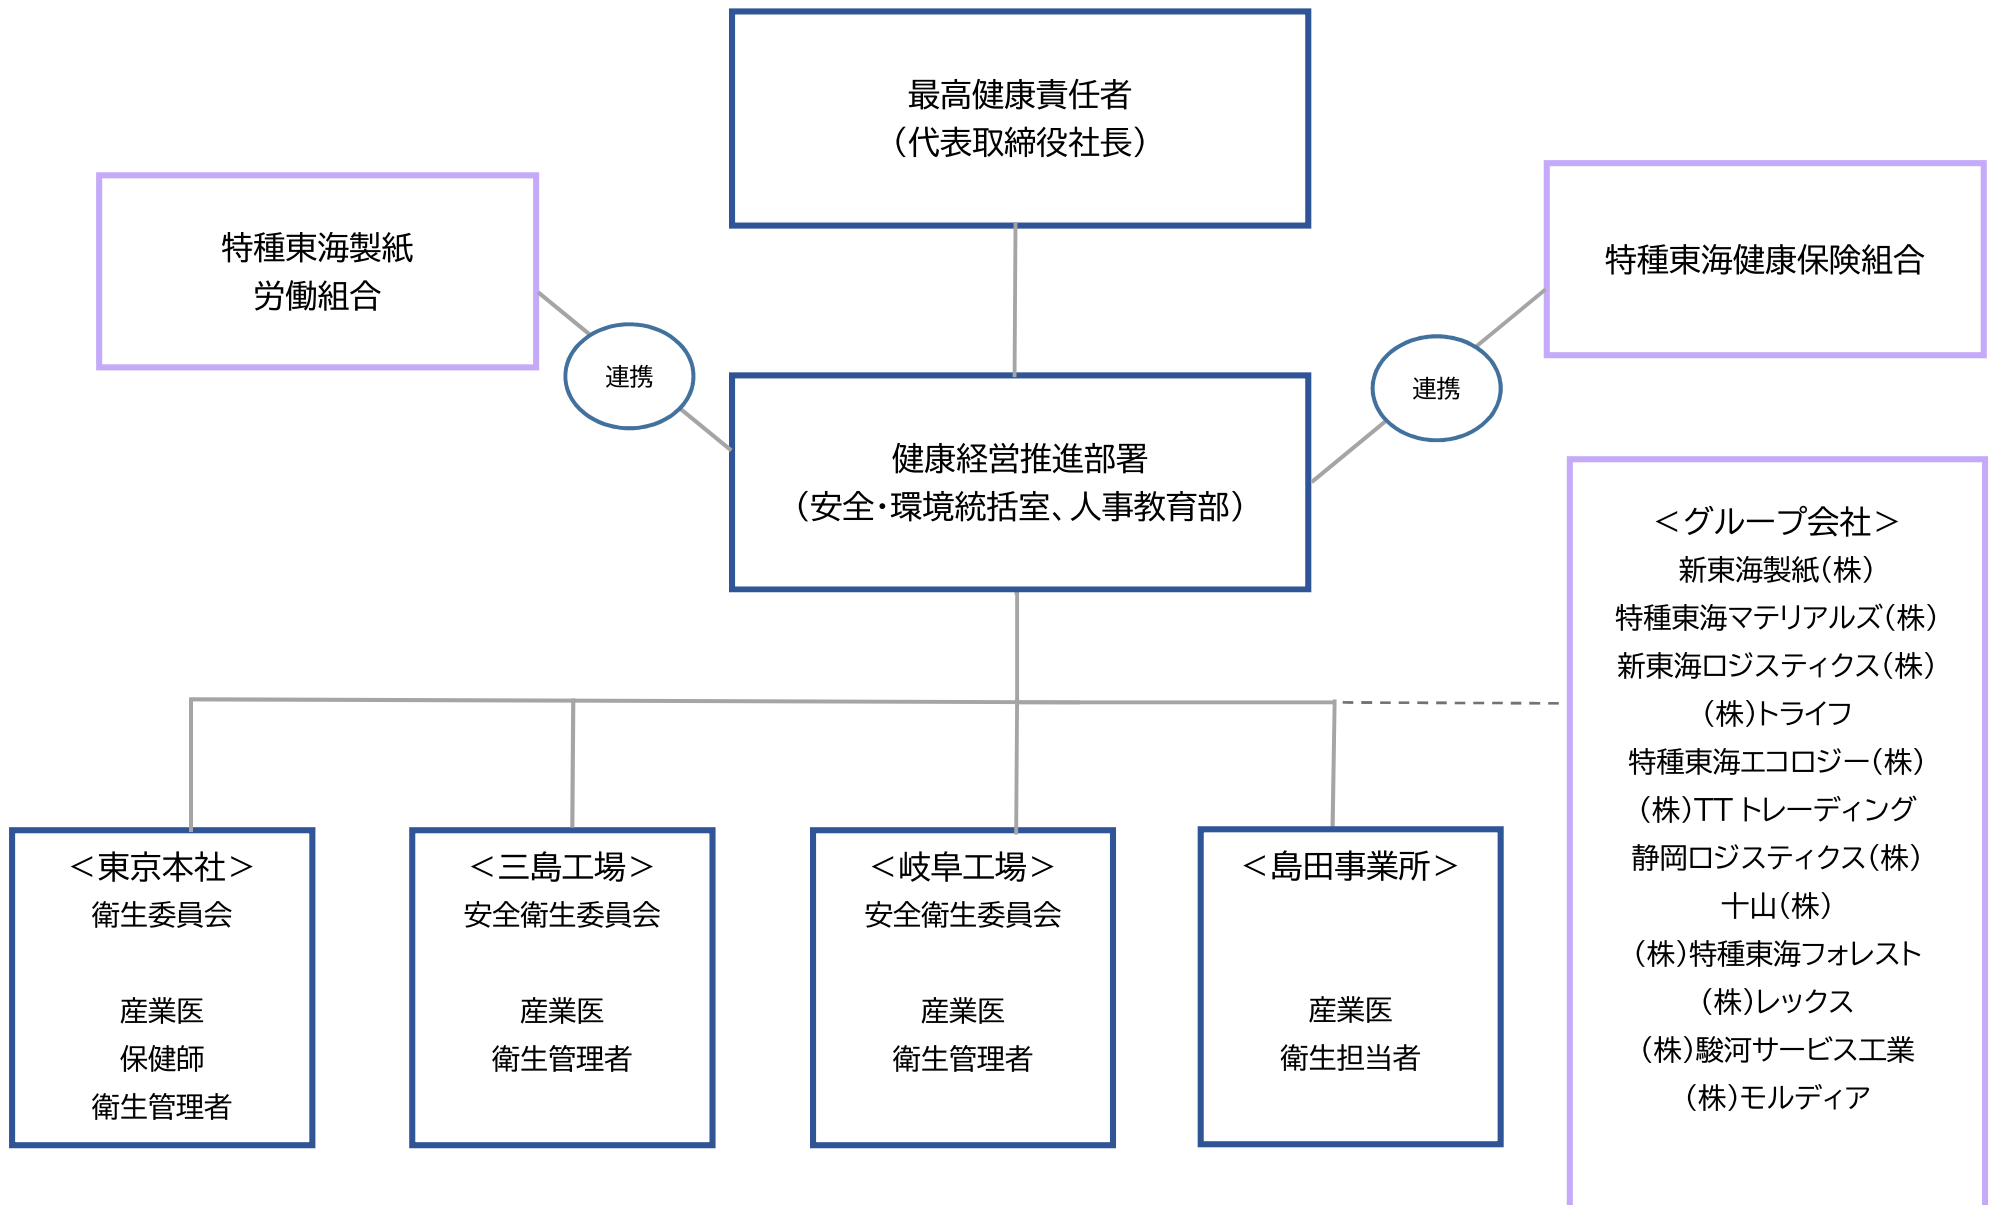 最高健康責任者
（代表取締役社長）
特種東海製紙
労働組合
特種東海健康保険組合
連携
連携
健康経営推進部署
（安全・環境統括室、人事教育部）
＜グループ会社＞
新東海製紙（株）
特種東海マテリアルズ（株）
新東海ロジスティクス（株）
（株）トライフ
特種東海エコロジー（株）
（株）TTトレーディング
静岡ロジスティクス（株）
十山（株）
（株）特種東海フォレスト
（株）レックス
（株）駿河サービス工業
（株）モルディア
＜東京本社＞
衛生委員会
産業医
保健師
衛生管理者
＜三島工場＞
安全衛生委員会
産業医
衛生管理者
＜岐阜工場＞
安全衛生委員会
産業医
衛生管理者
＜島田事業所＞
産業医
衛生担当者